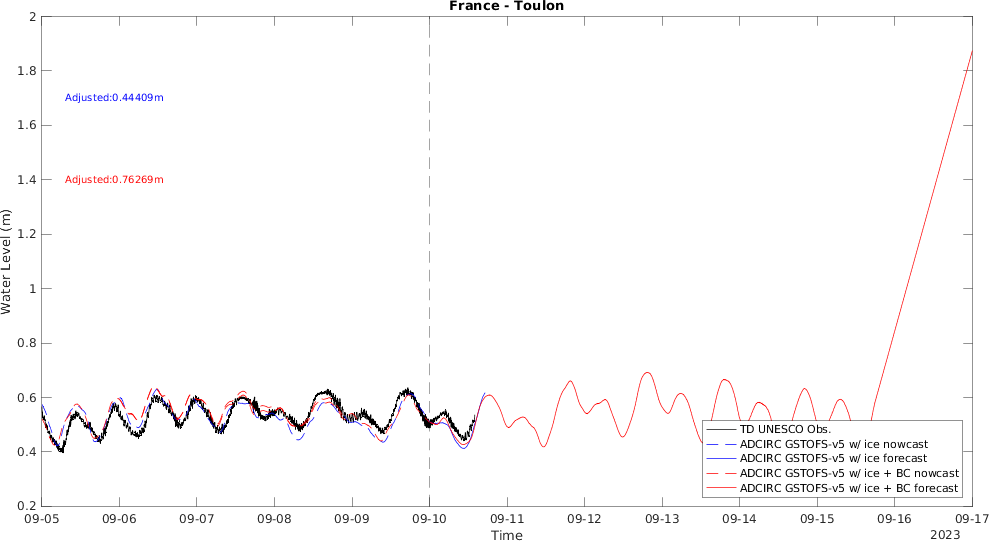 France - Toulon
2
1.8
1.6
1.4
1.2
1
0.8
0.6
0.4
0.2
Water Level (m)
Adjusted:0.44409m
Adjusted:0.76269m
TD UNESCO Obs.
ADCIRC GSTOFS-v5 w/ ice nowcast
ADCIRC GSTOFS-v5 w/ ice forecast
ADCIRC GSTOFS-v5 w/ ice + BC nowcast
ADCIRC GSTOFS-v5 w/ ice + BC forecast
09-05 09-06 09-07 09-08 09-09 09-10 09-11 09-12 09-13 09-14 09-15 09-16 09-17
Time
2023